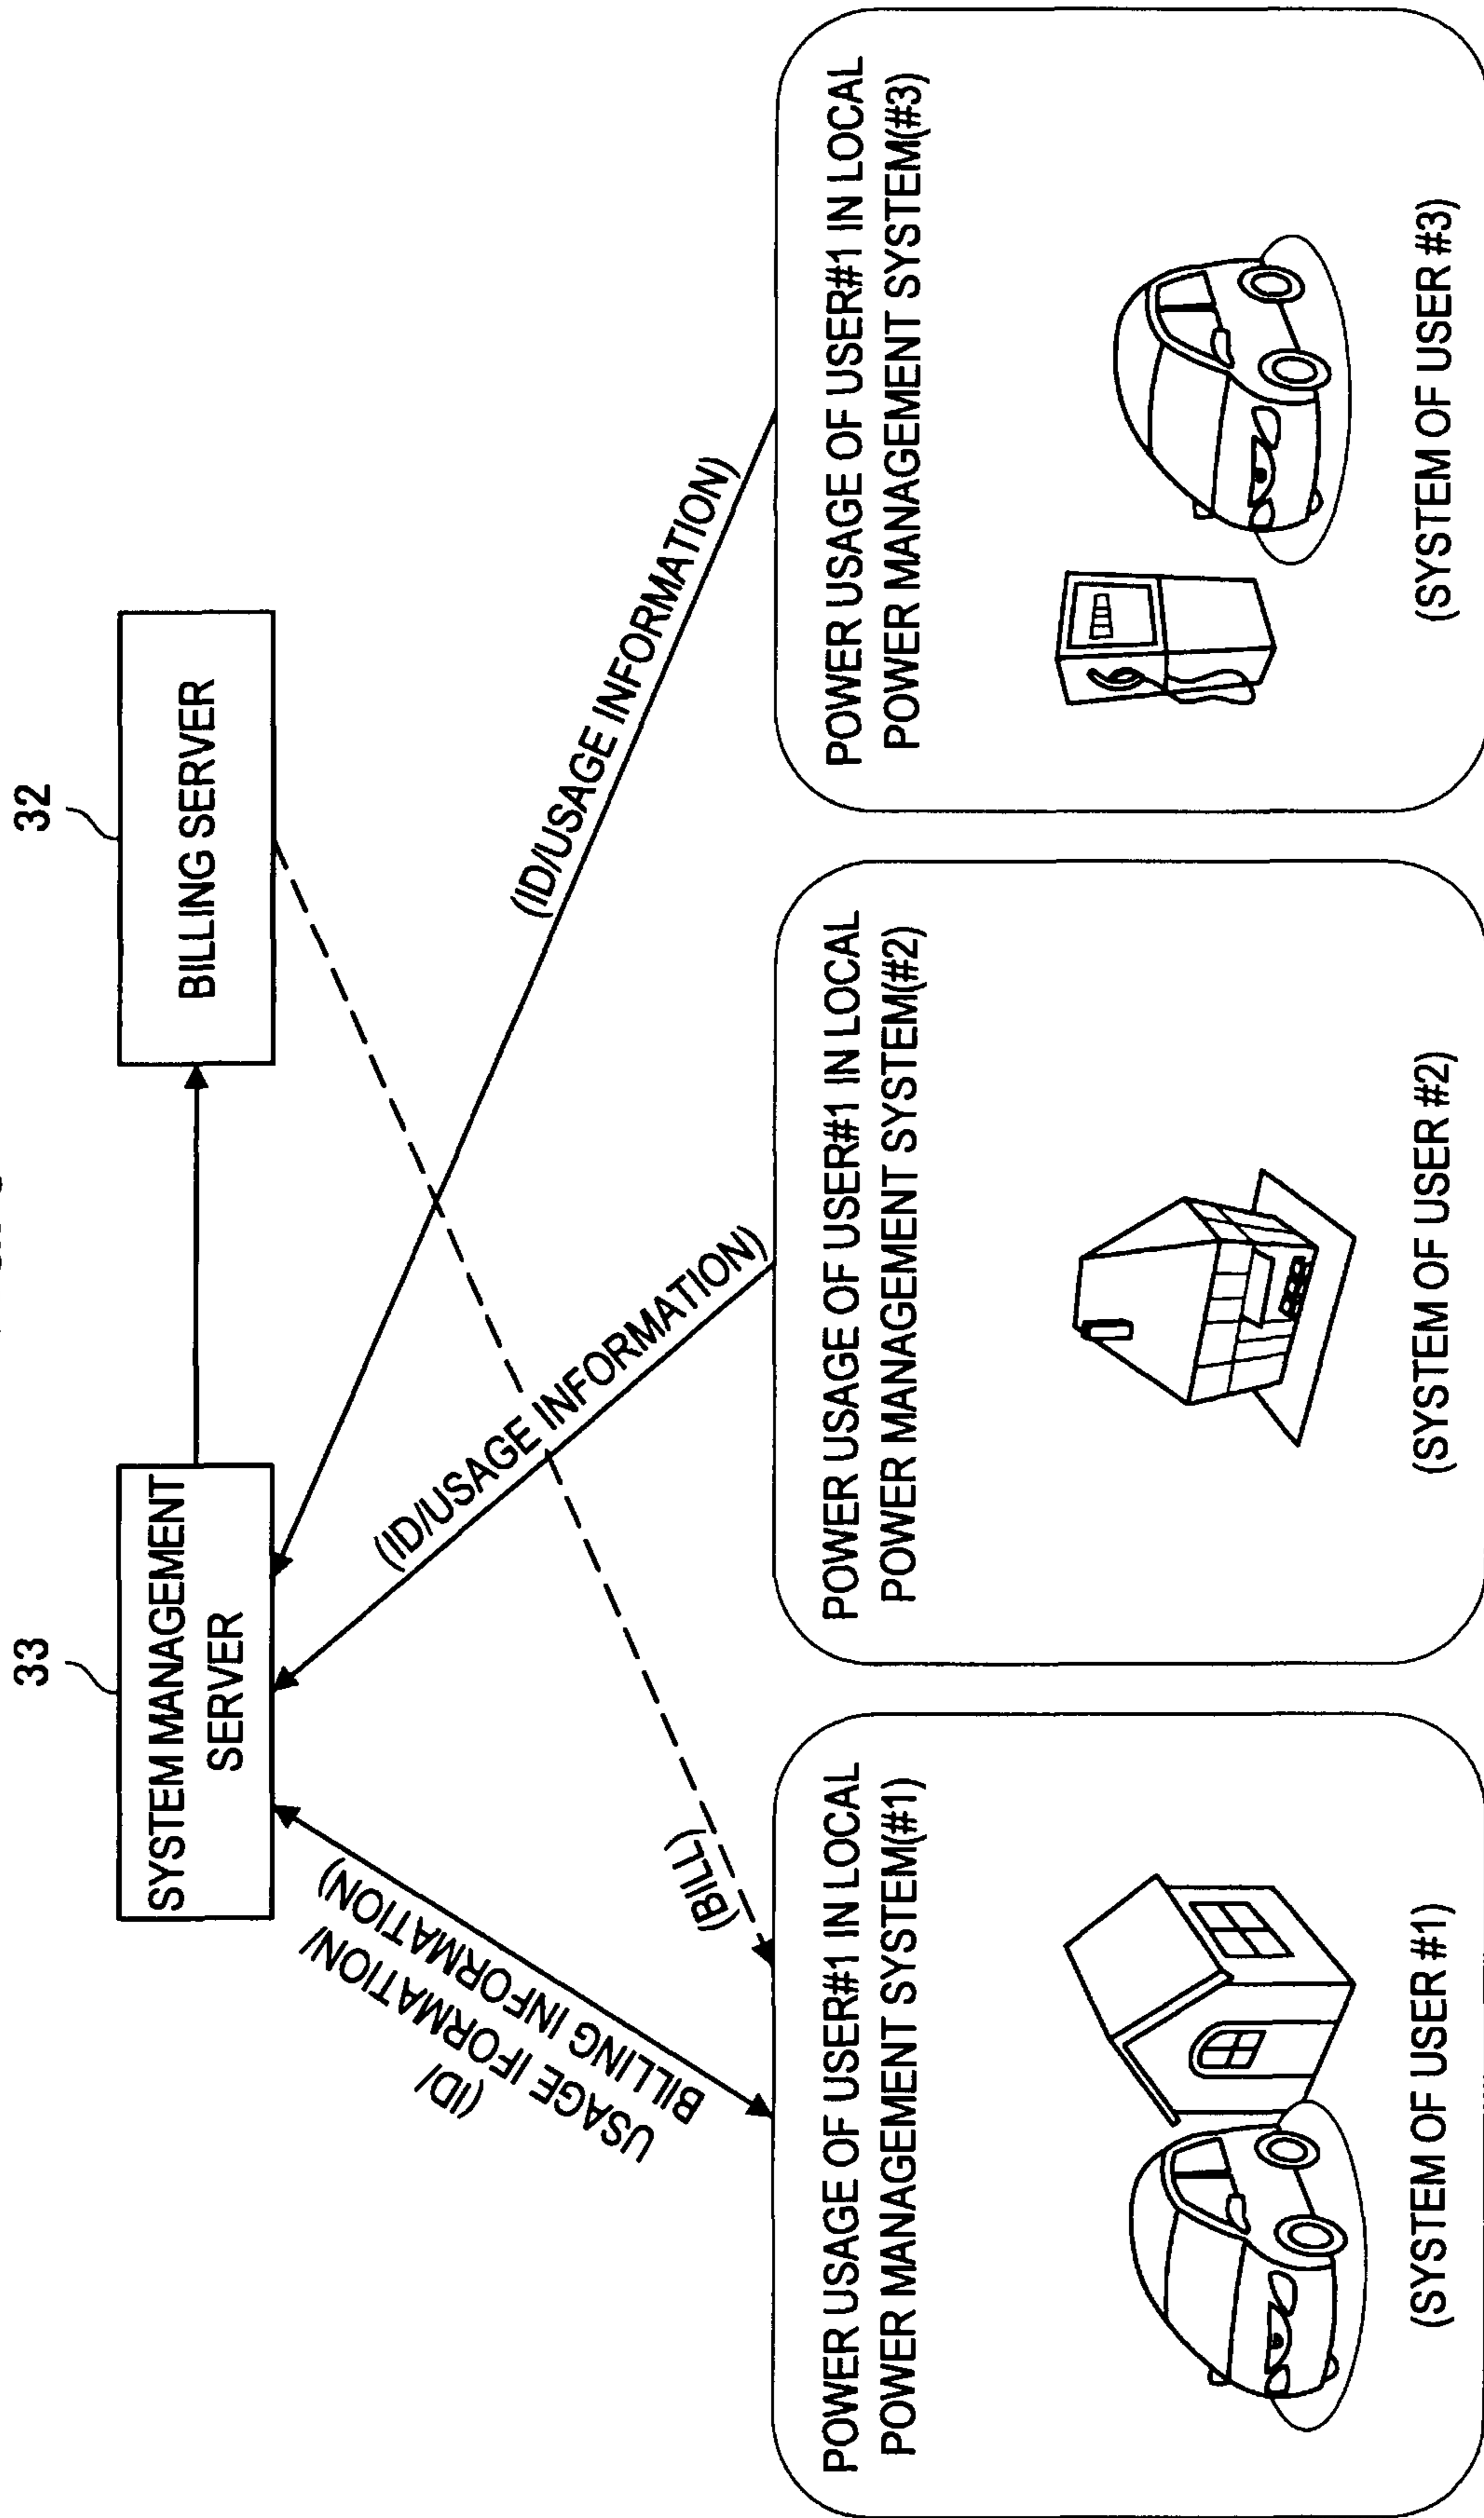 33
32
SYSTEM MANAGEMENT
SERVER
BILLING SERVER
(ID/
USAGE IFORMATION/
BILLING INFORMATION)
(BILL)
(ID/USAGE INFORMATION)
(ID/USAGE INFORMATION)
POWER USAGE OF USER#1 IN LOCAL
POWER MANAGEMENT SYSTEM(#1)
(SYSTEM OF USER #1)
POWER USAGE OF USER#1 IN LOCAL
POWER MANAGEMENT SYSTEM(#2)
(SYSTEM OF USER #2)
POWER USAGE OF USER#1 IN LOCAL
POWER MANAGEMENT SYSTEM(#3)
(SYSTEM OF USER #3)